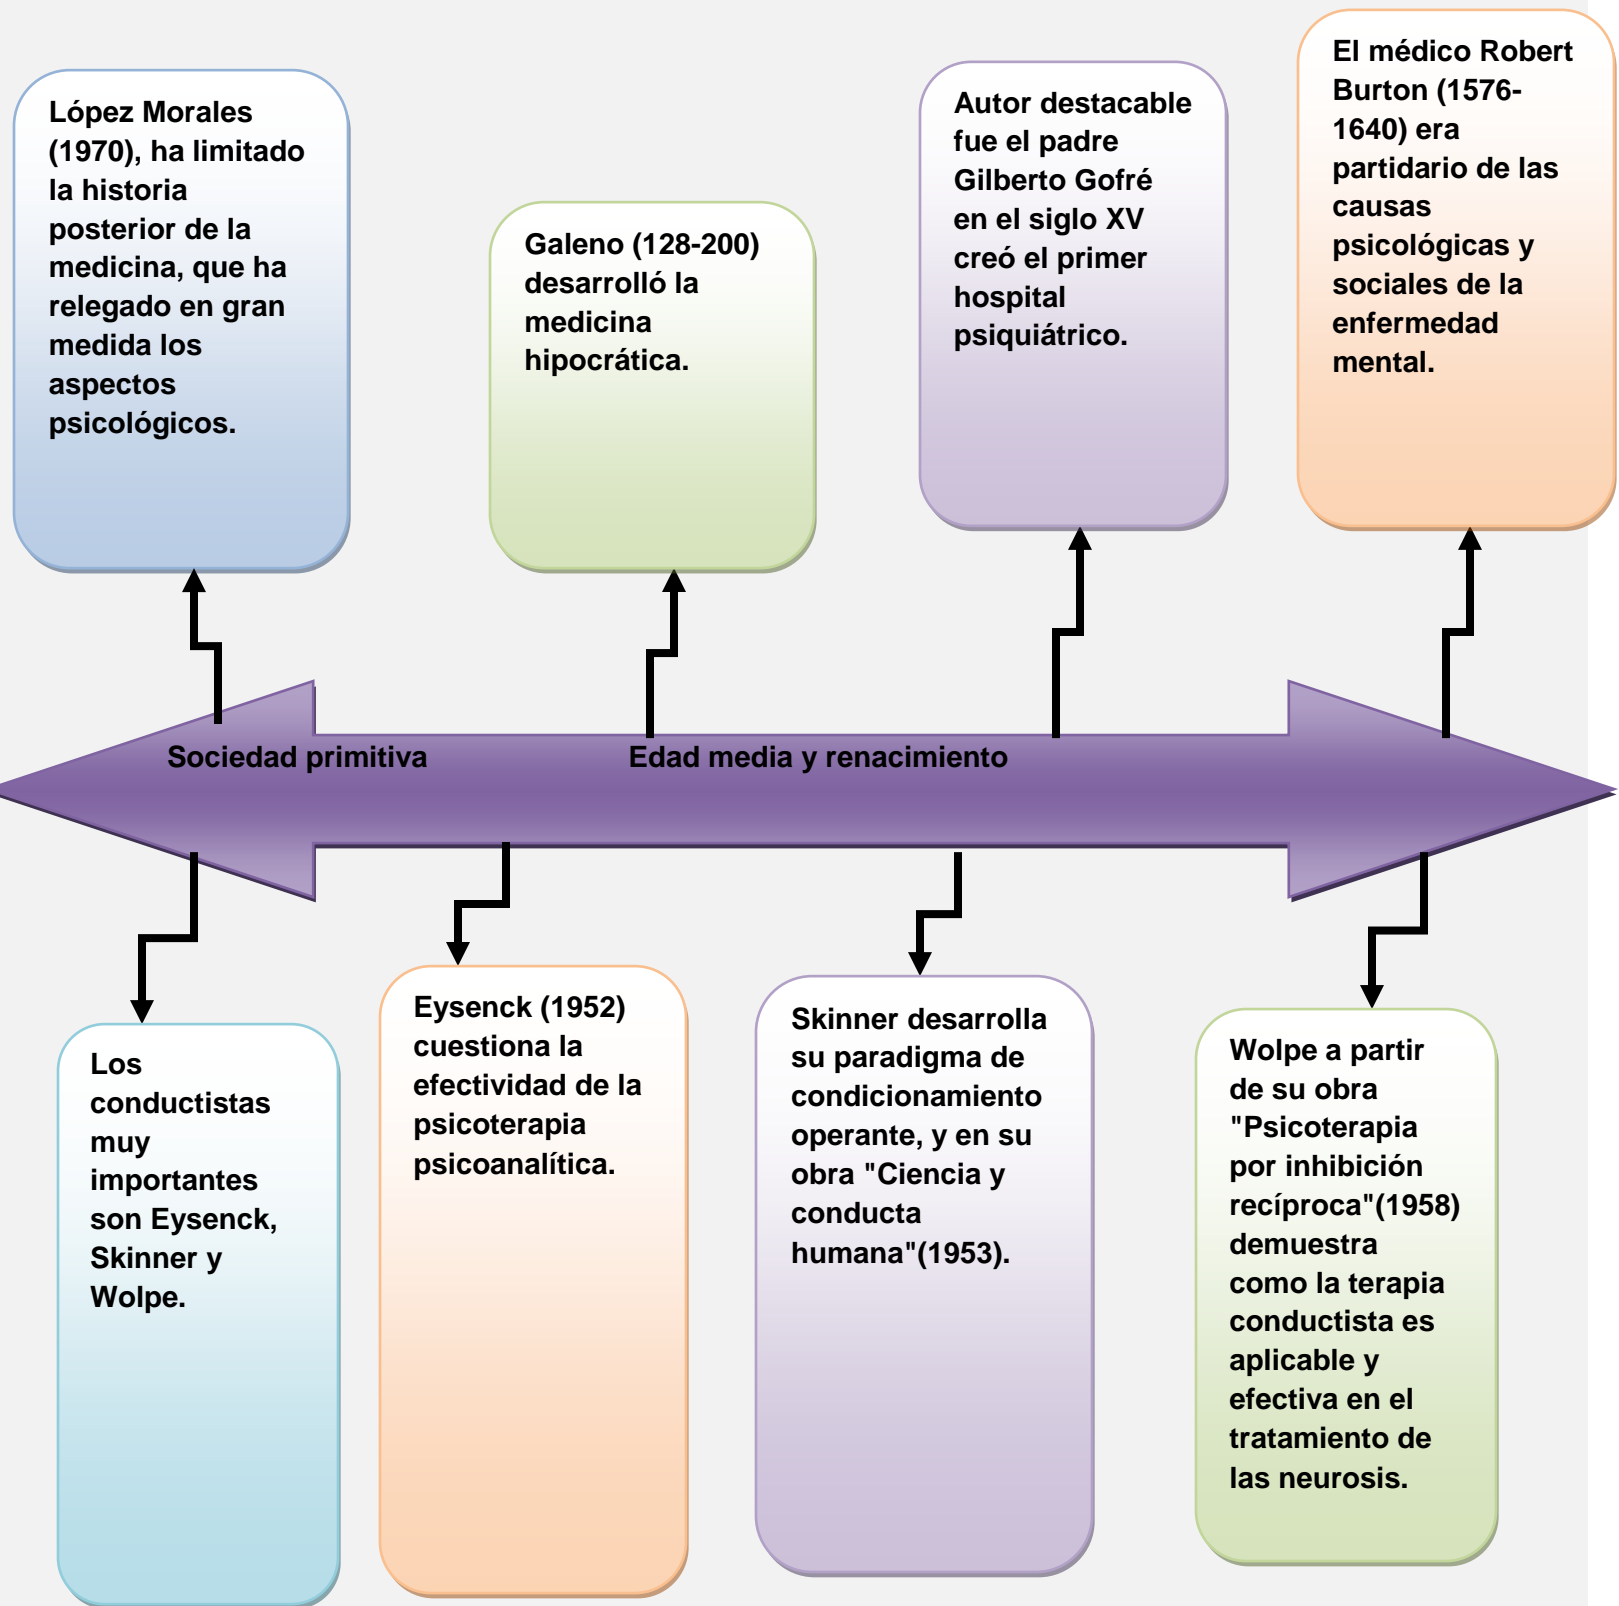 López Morales
(1970), ha limitado
la historia
posterior de la
medicina, que ha
relegado en gran
medida los
aspectos
psicológicos.
Galeno (128-200)
desarrolló la
medicina
hipocrática.
Autor destacable
fue el padre
Gilberto Gofré
en el siglo XV
creó el primer
hospital
psiquiátrico.
El médico Robert
Burton (1576-
1640) era
partidario de las
causas
psicológicas y
sociales de la
enfermedad
mental.
Sociedad primitiva
Edad media y renacimiento
Los
conductistas
muy
importantes
son Eysenck,
Skinner y
Wolpe.
Eysenck (1952)
cuestiona la
efectividad de la
psicoterapia
psicoanalítica.
Skinner desarrolla
su paradigma de
condicionamiento
operante, y en su
obra "Ciencia y
conducta
humana"(1953).
Wolpe a partir
de su obra
"Psicoterapia
por inhibición
recíproca"(1958)
demuestra
como la terapia
conductista es
aplicable y
efectiva en el
tratamiento de
las neurosis.